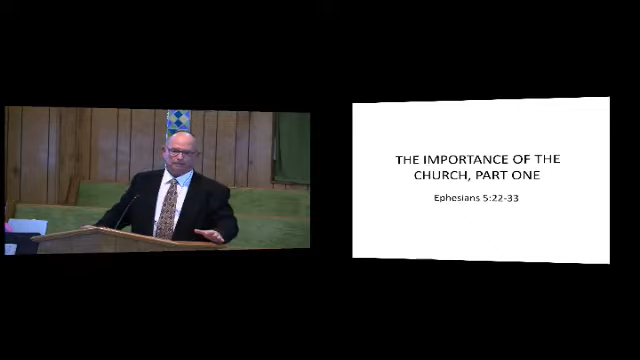 THE IMPORTANCE OF THE
CHURCH, PART ONE
Ephesians 5:22-33